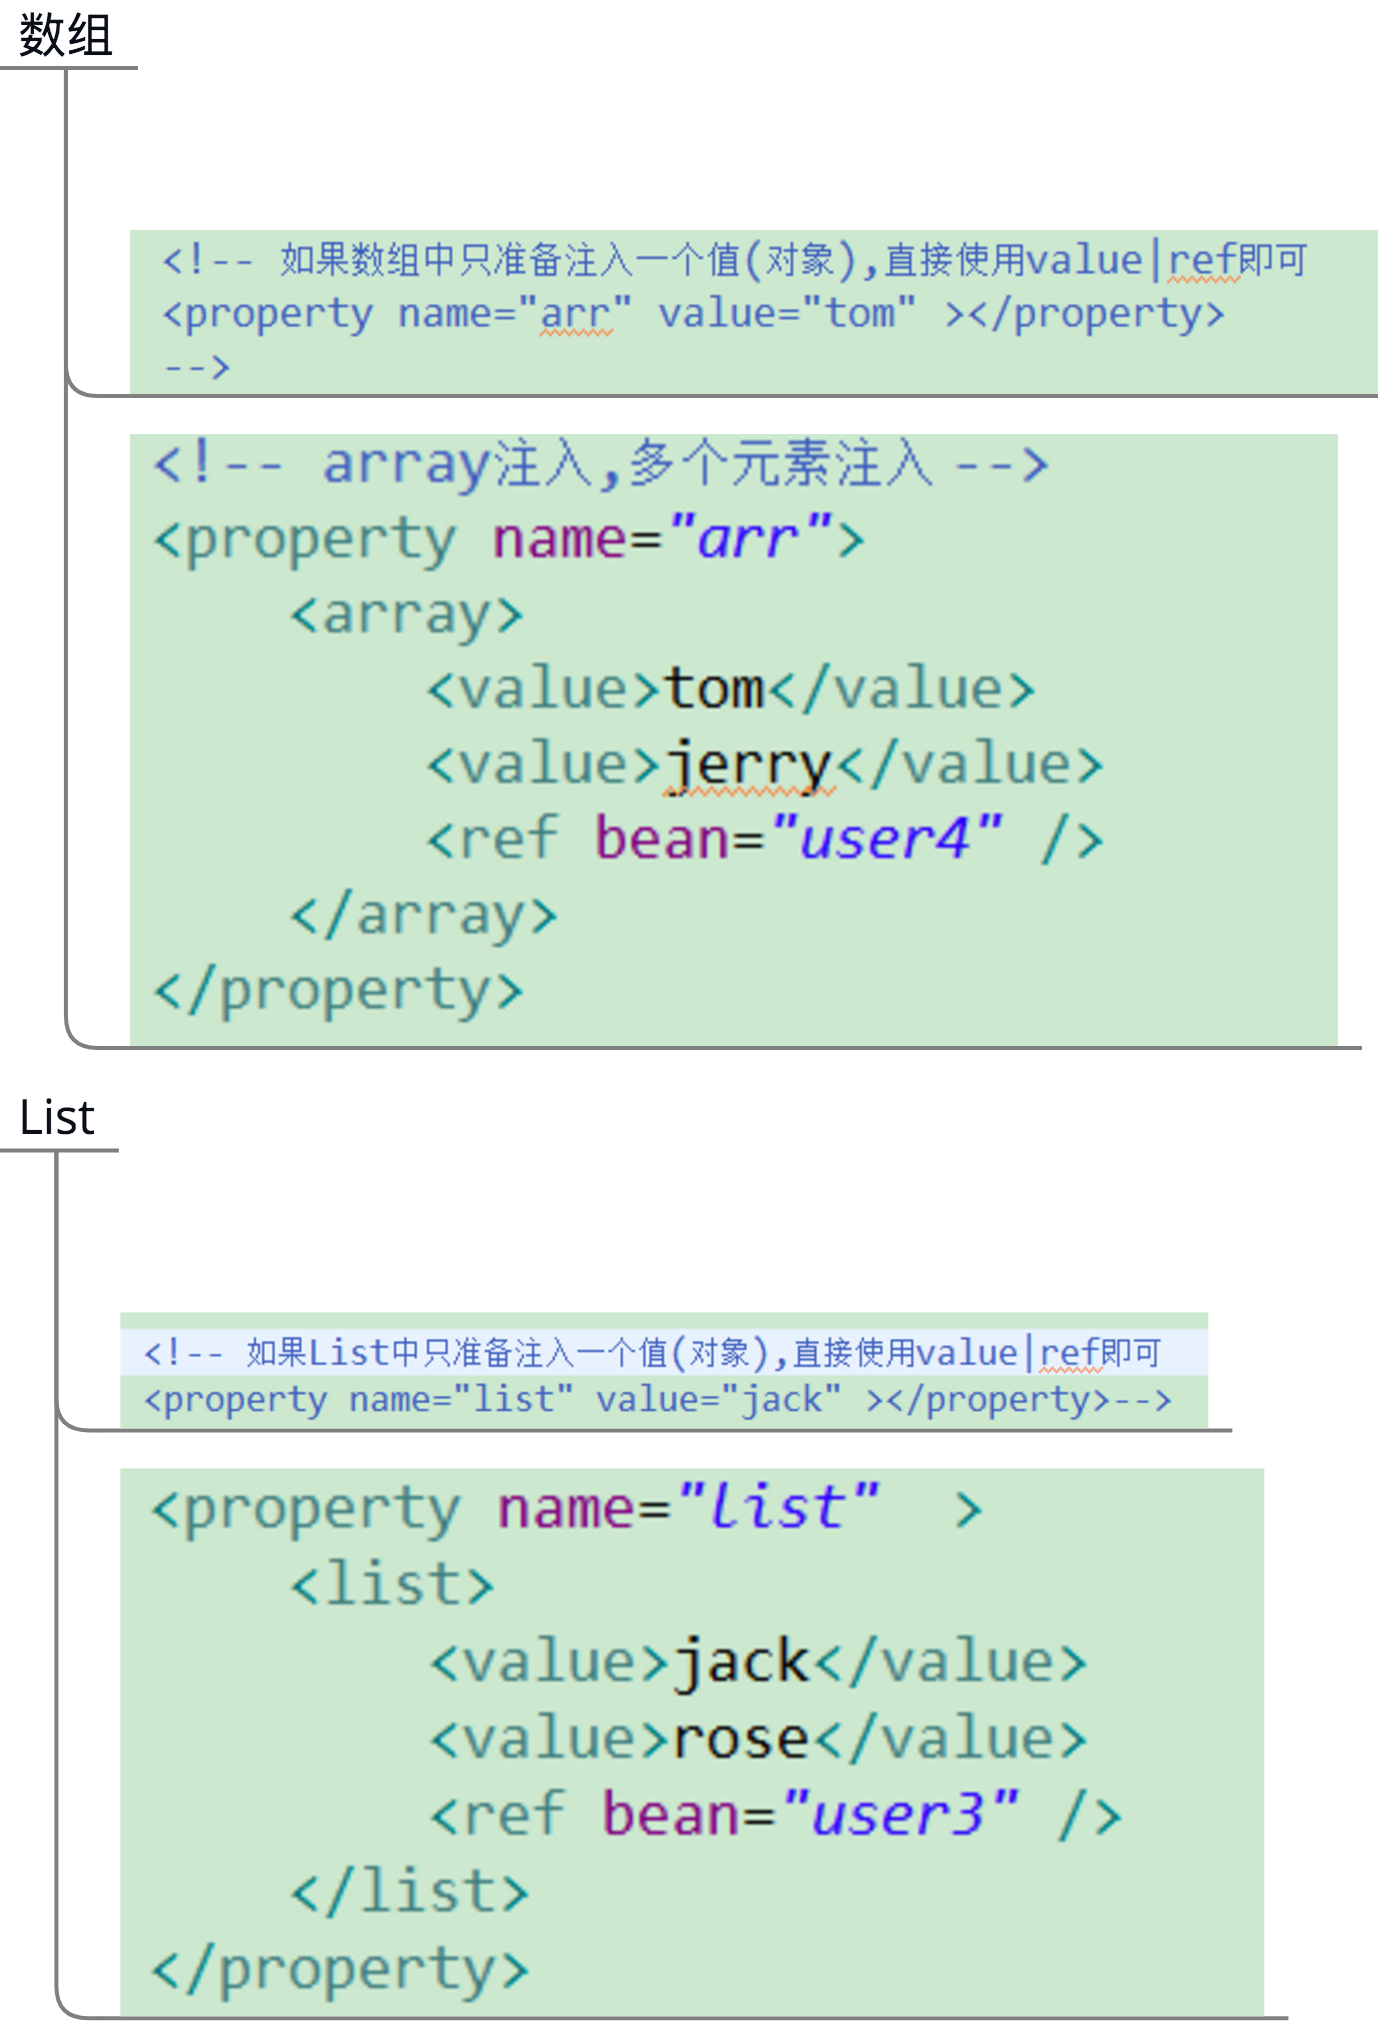 数组
<!-- 如果数组中只准备注入一个值(对象),直接使用value|ref即可
<property name="arr" value="tom" ></property>
-->
<!-- array注入,多个元素注入 -->
<property name="arr">
<array>
<value>tom</value>
<value>jerry</value>
<ref bean="user4" />
</array>
</property>
List
<!-- 如果List中只准备注入一个值(对象),直接使用value|ref即可
<property name="list" value="jack" ></property>-->
<property name="list"  >
<list>
<value>jack</value>
<value>rose</value>
<ref bean="user3" />
</list>
</property>